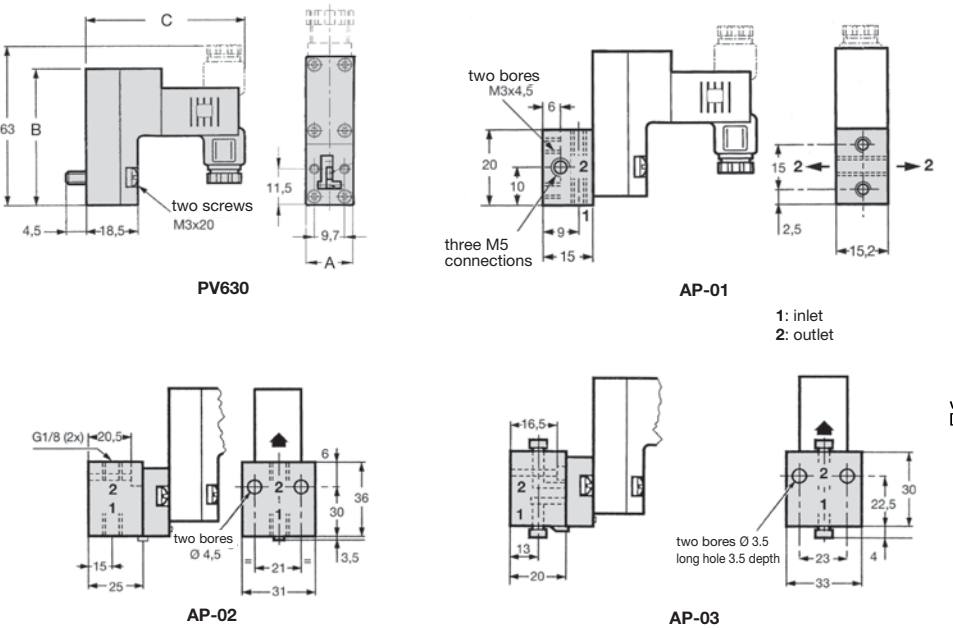 C
63
B
11,5
two screws
M3x20
4,5
18,5
9,7
A
PV630
two bores
M3x4,5
6
20
10
2
1
9
15
three M5
connections
2
15
2
2,5
15,2
AP-01
1: inlet
2: outlet
G1/8 (2x)
20,5
2
1
15
25
two bores
Ø 4,5
2
1
6
36
30
3,5
= 21 =
31
AP-02
16,5
2
1
13
20
two bores Ø 3.5
long hole 3.5 depth
2
1
30
22,5
4
23
33
AP-03